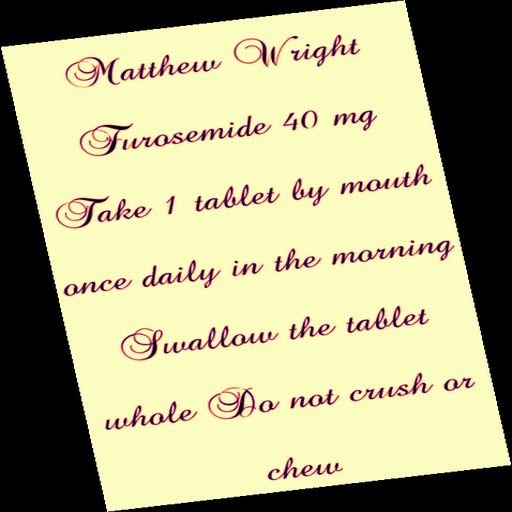 Matthew Wright
Furosemide 40 mg
Take 1 tablet by mouth
once daily in the morning
Swallow the tablet
whole Do not crush or
chew